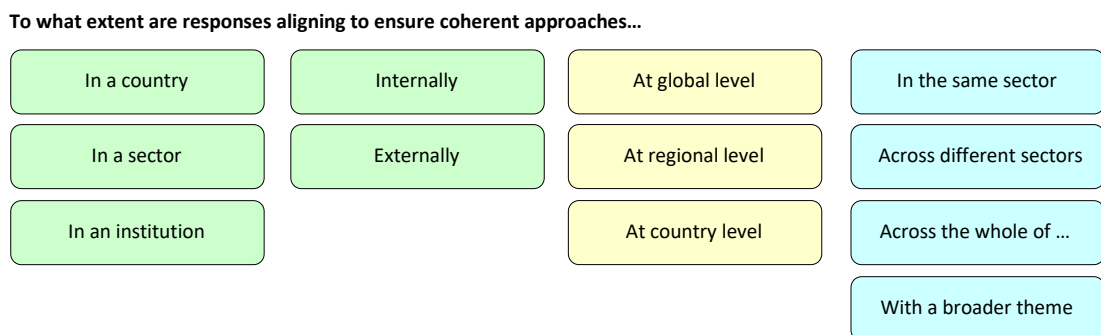 To what extent are responses aligning to ensure coherent approaches…
In a country
Internally
At global level
In the same sector
In a sector
Externally
At regional level
Across different sectors
In an institution
At country level
Across the whole of …
With a broader theme